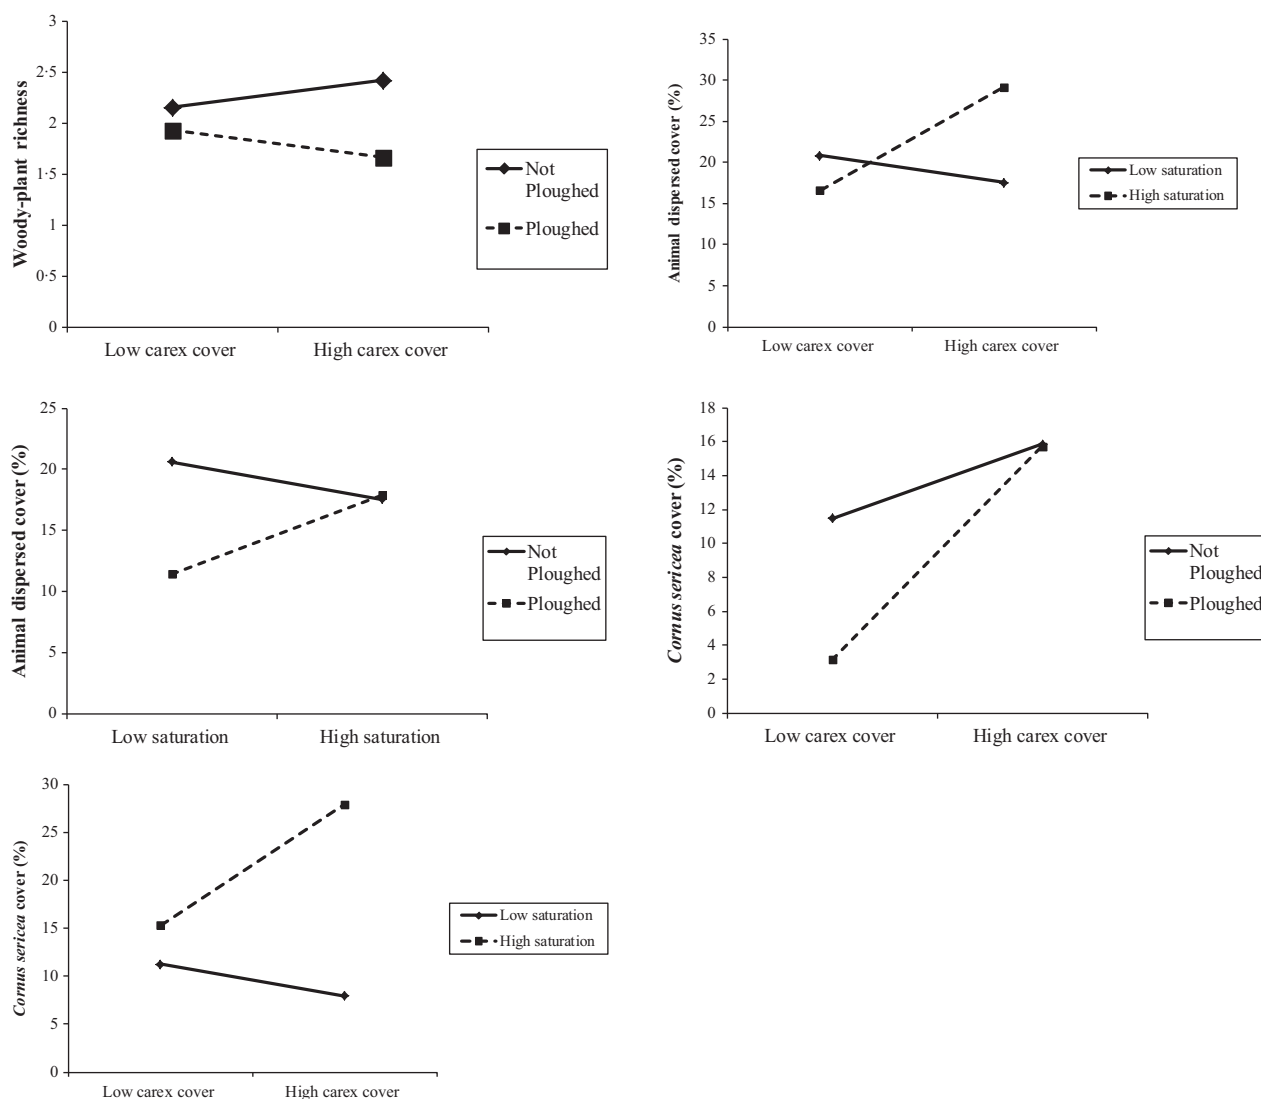 3
2·5
2
1·5
1
0·5
0
Woody-plant richness
Low carex cover
High carex cover
Not
Ploughed
Ploughed
35
30
25
20
15
10
5
0
Animal dispersed cover (%)
Low carex cover
High carex cover
Low saturation
High saturation
25
20
15
10
5
0
Animal dispersed cover (%)
Low saturation
High saturation
Not
Ploughed
Ploughed
18
16
14
12
10
8
6
4
2
0
Cornus sericea cover (%)
Low carex cover
High carex cover
Not
Ploughed
Ploughed
30
25
20
15
10
5
0
Cornus sericea cover (%)
Low carex cover
High carex cover
Low saturation
High saturation